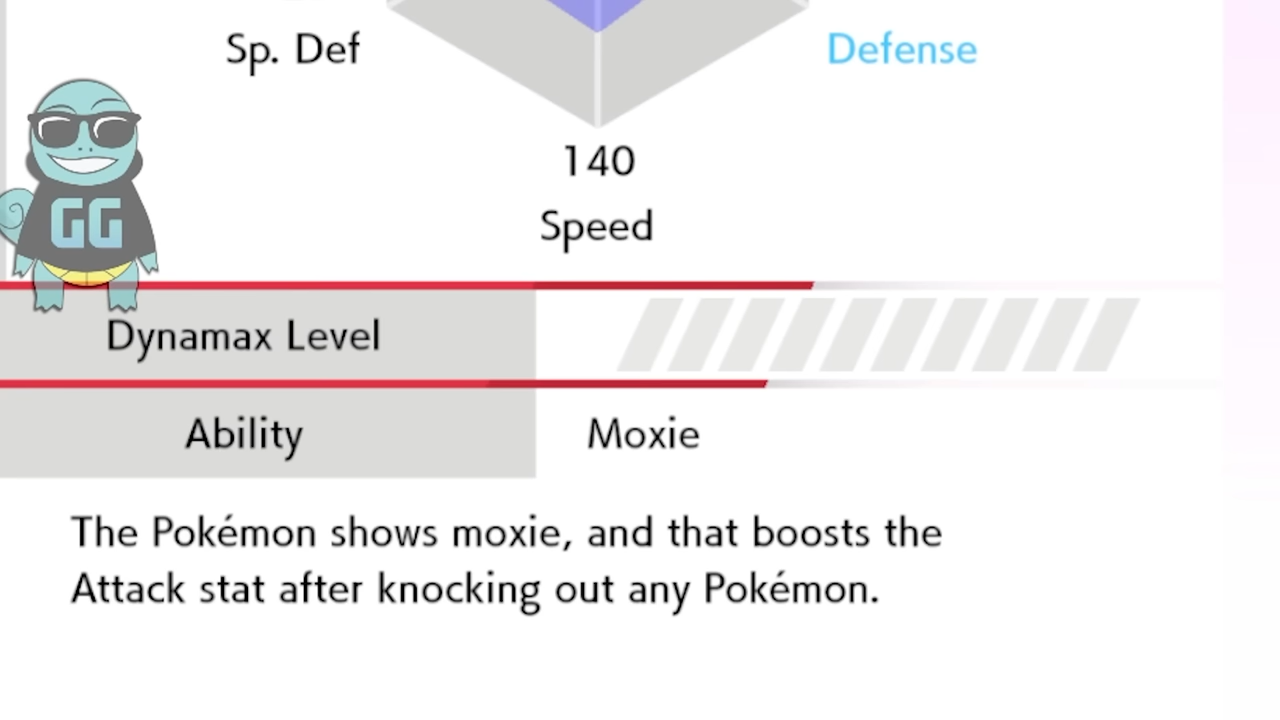 Sp. Def
Defense
140
Speed
GG
Dynamax Level
Ability
Moxie
The Pokémon shows moxie, and that boosts the
Attack stat after knocking out any Pokémon.